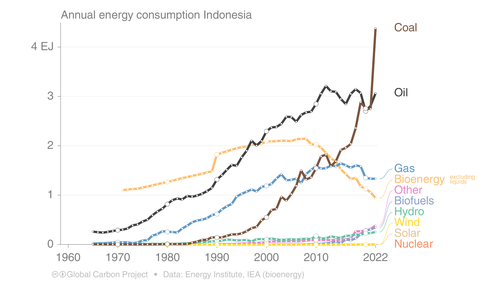 Annual energy consumption Indonesia
4 EJ
3
2
1
0
1960 1970 1980 1990 2000 2010 2022
Coal
Oil
Gas
Bioenergy excluding liquids
Other
Biofuels
Hydro
Wind
Solar
Nuclear
Global Carbon Project • Data: Energy Institute, IEA (bioenergy)